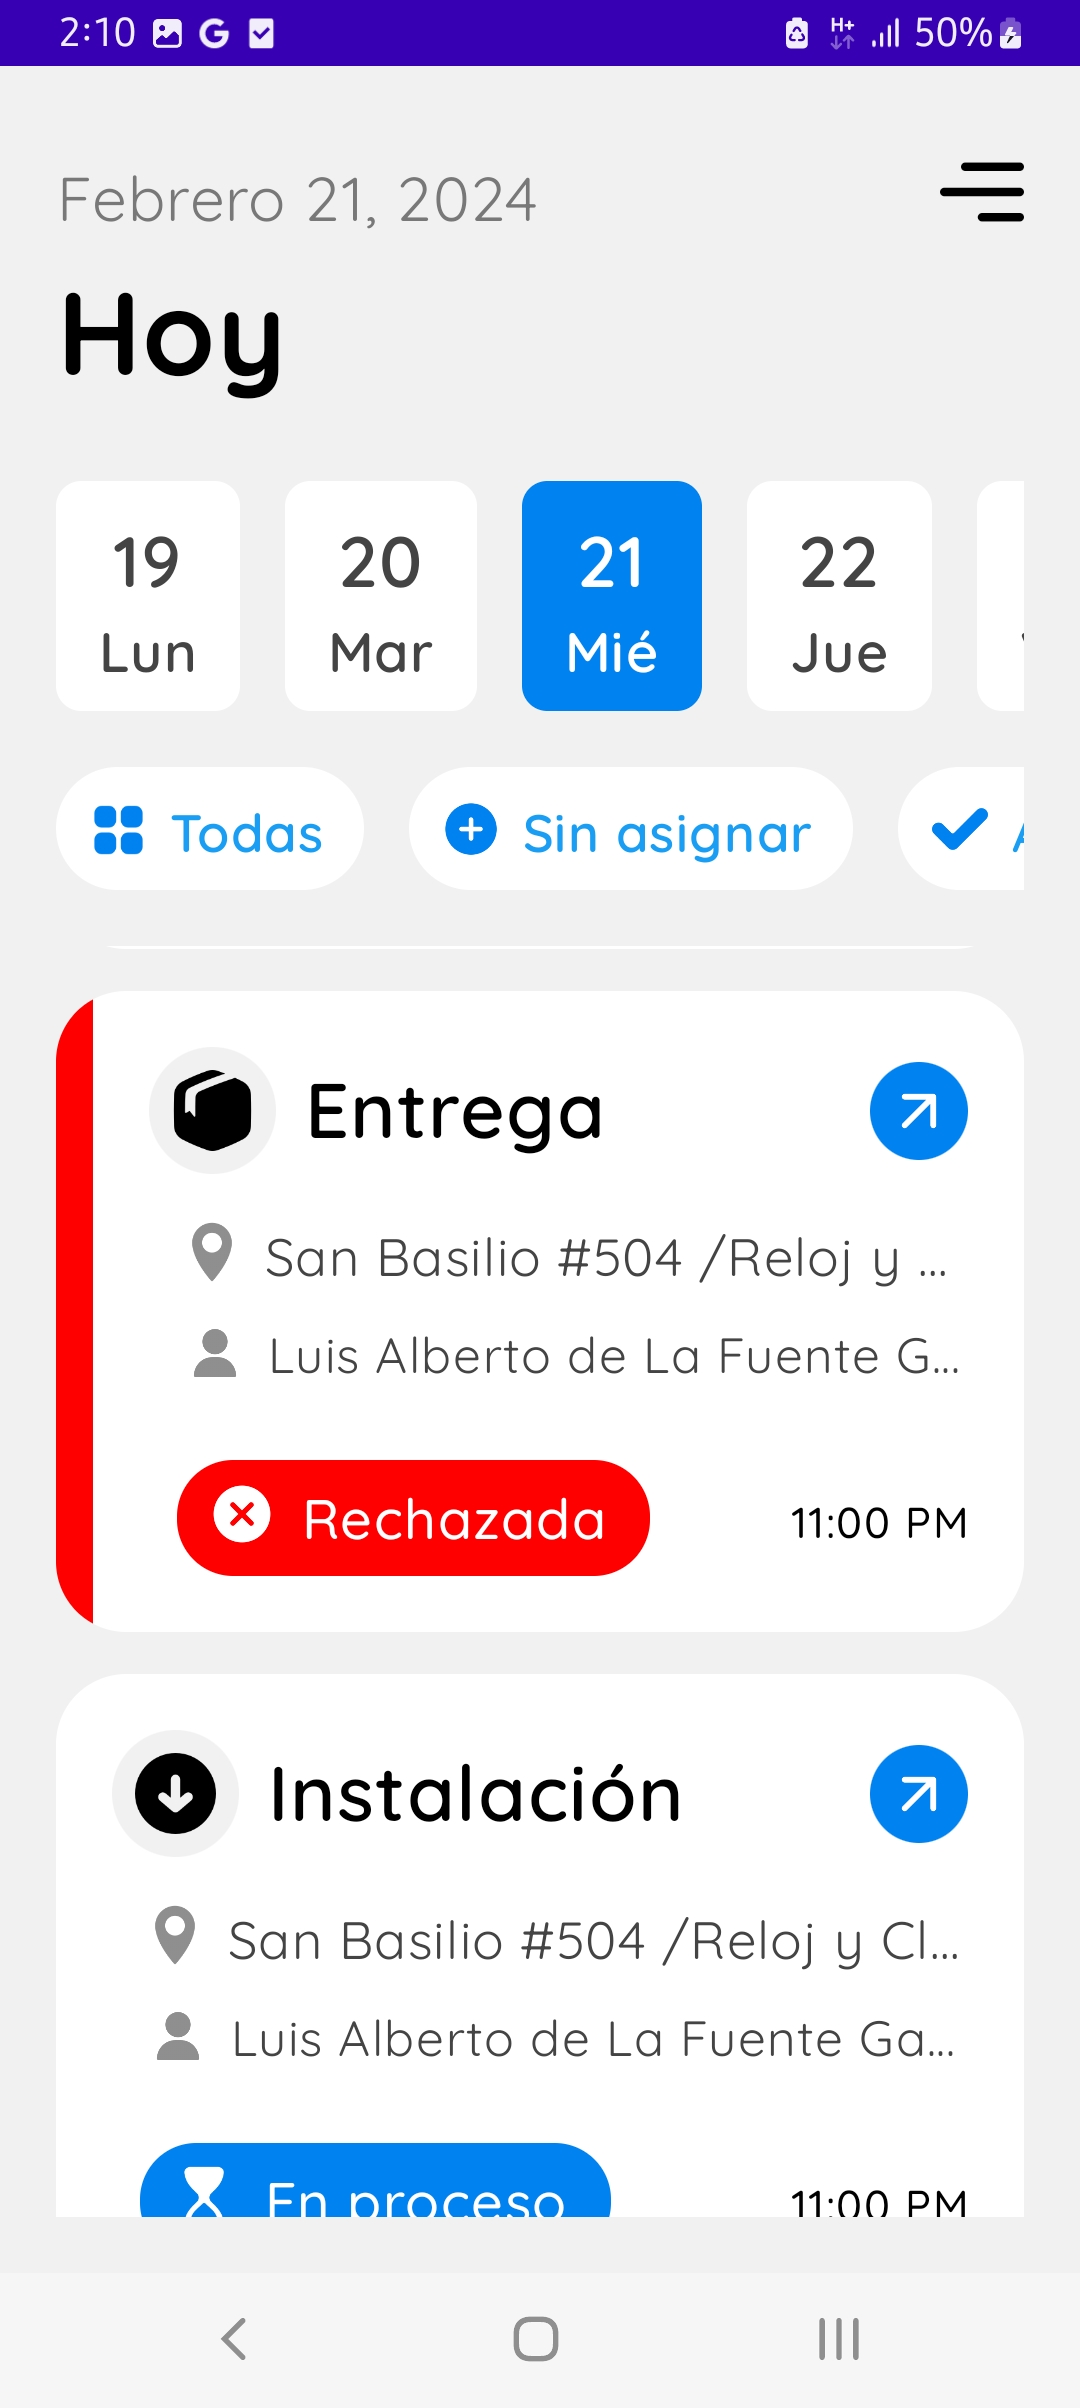 2:10 H+ 50%
Febrero 21, 2024
Hoy
19 20 21 22
Lun Mar Mié Jue
Todas Sin asignar
Entrega
San Basilio #504 /Reloj y ...
Luis Alberto de La Fuente G...
Rechazada 11:00 PM
Instalación
San Basilio #504 /Reloj y Cl...
Luis Alberto de La Fuente Ga...
En proceso 11:00 PM